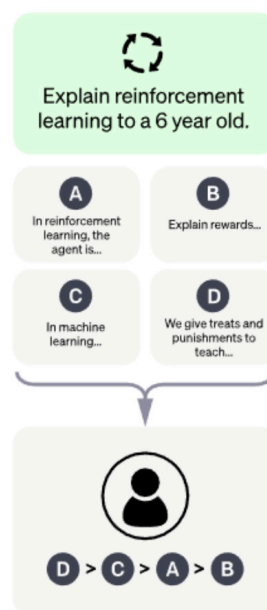 Explain reinforcement
learning to a 6 year old.
A
In reinforcement
learning, the
agent is...
B
Explain rewards...
C
In machine
learning...
D
We give treats and
punishments to
teach...
D > C > A > B